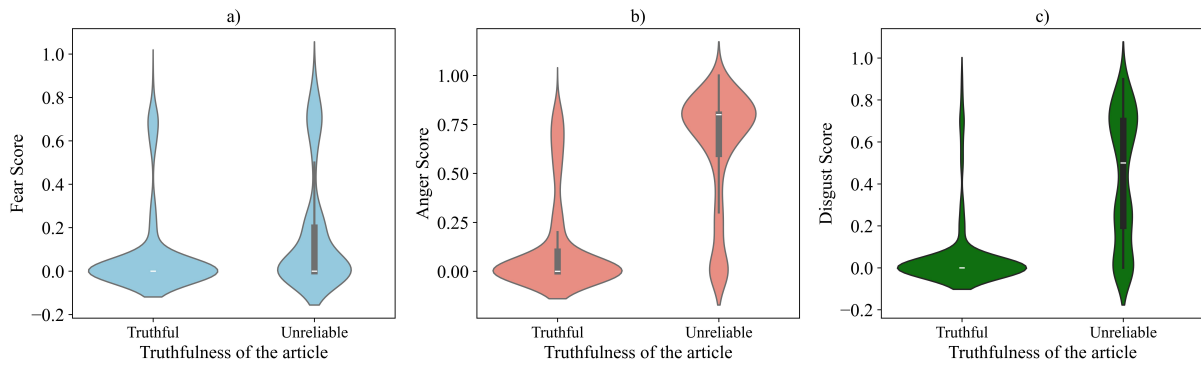 a)
Fear Score
1.0
0.8
0.6
0.4
0.2
0.0
−0.2
Truthful Unreliable
Truthfulness of the article
b)
Anger Score
1.00
0.75
0.50
0.25
0.00
Truthful Unreliable
Truthfulness of the article
c)
Disgust Score
1.0
0.8
0.6
0.4
0.2
0.0
−0.2
Truthful Unreliable
Truthfulness of the article